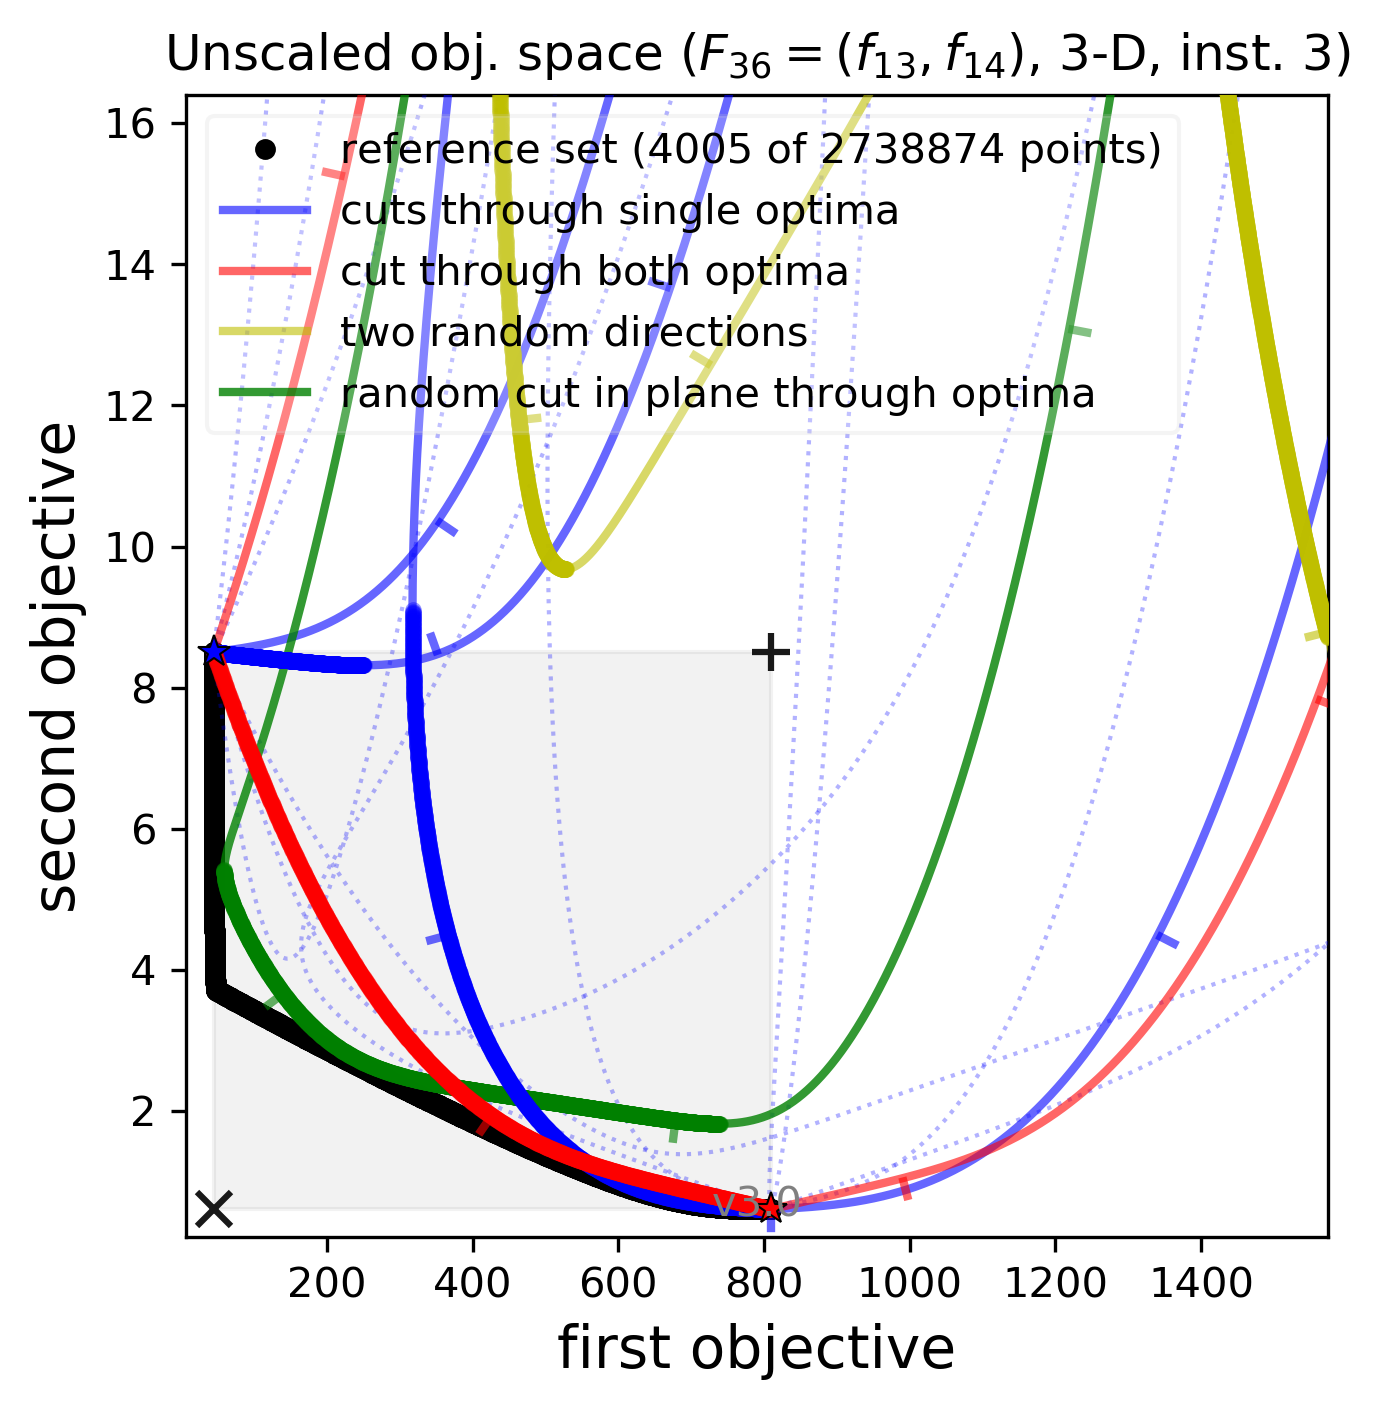 Unscaled obj. space (F₃₆ = (f₁₃, f₁₄), 3-D, inst. 3)
reference set (4005 of 2738874 points)
cuts through single optima
cut through both optima
two random directions
random cut in plane through optima
second objective
16
14
12
10
8
6
4
2
v3.0
200 400 600 800 1000 1200 1400
first objective